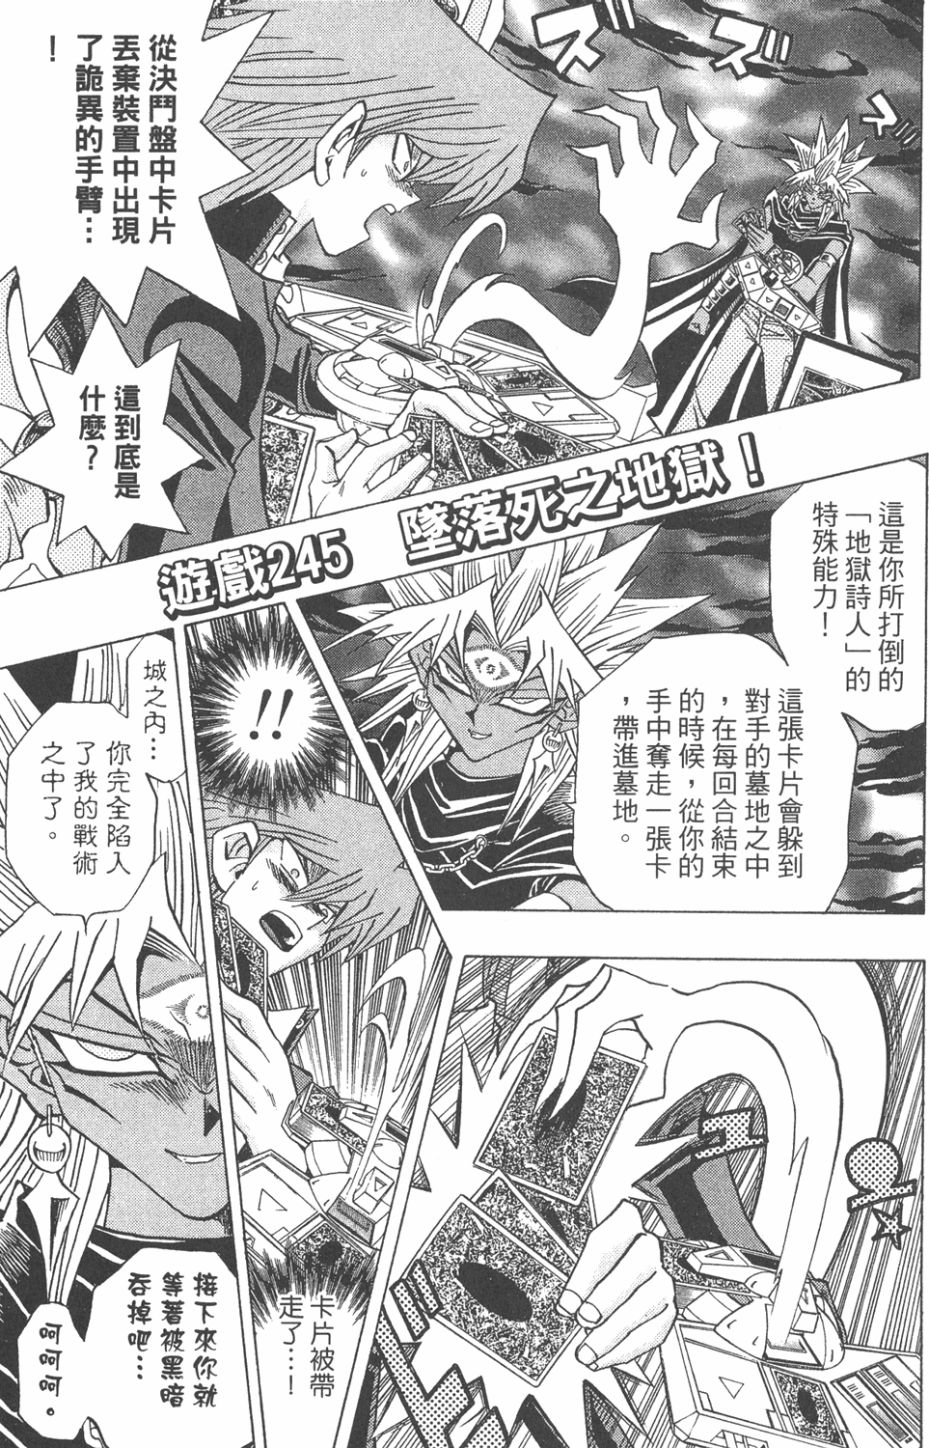 ズズズ
從決鬥盤中卡片
丟棄裝置中出現
了詭異的手臂…
！
這到底是
什麼？
遊戲245　墜落死之地獄！
這是你所打倒的
「地獄詩人」的
特殊能力！
這張卡片會躲到
對手的墓地之中
，在每回合結束
的時候，從你的
手中奪走一張卡
，帶進墓地。
!!
城之內…
你完全陷入
了我的戰術
之中了。
卡片被帶
走了…！
接下來你就
等著被黑暗
吞掉吧…
呵呵呵。